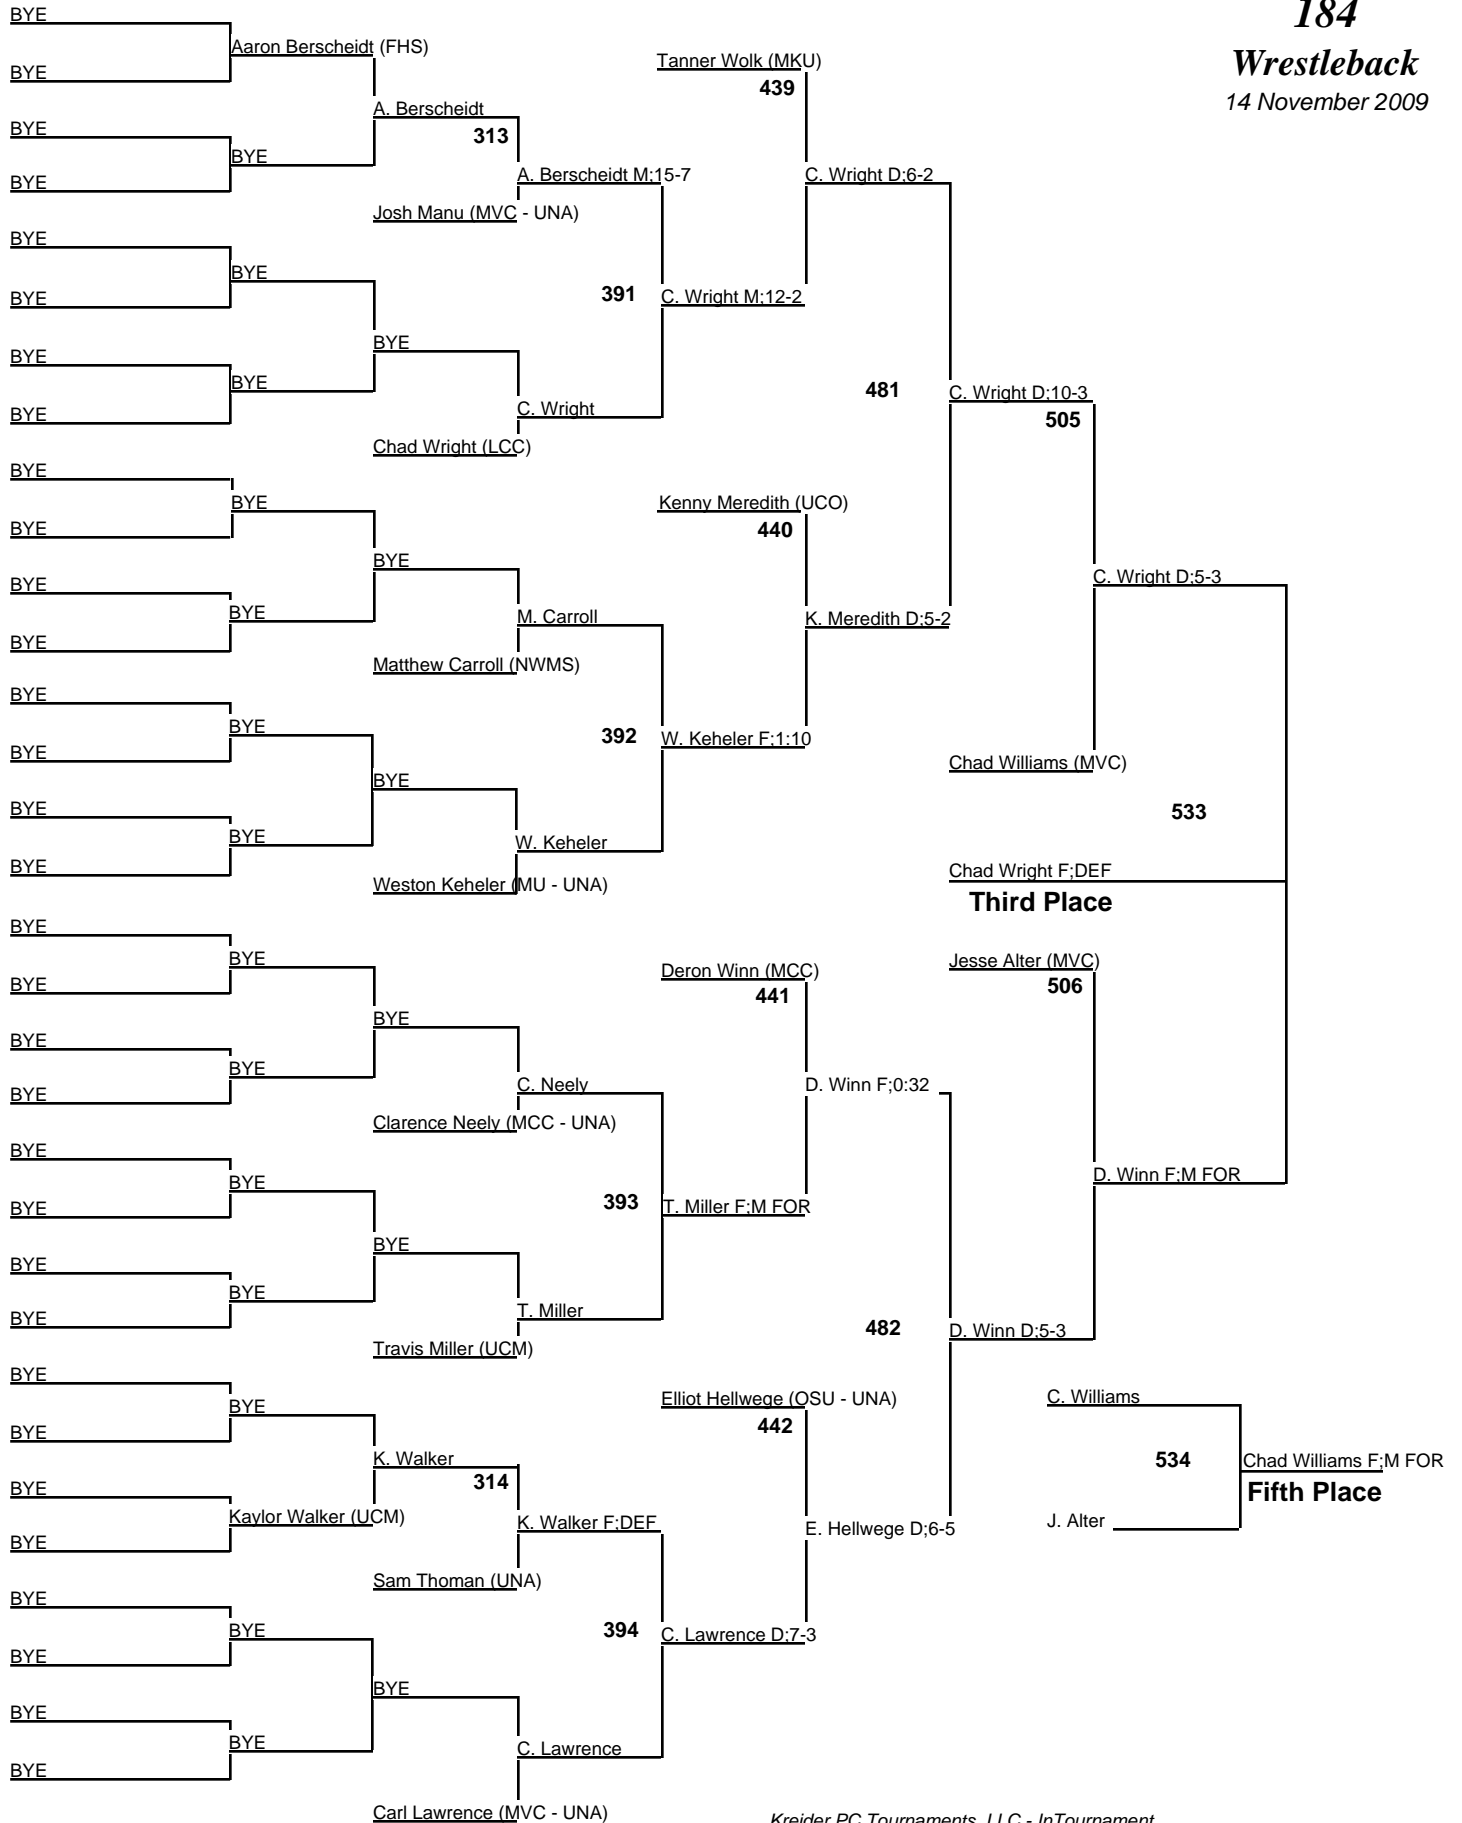 184
Wrestleback
14 November 2009
BYE
Aaron Berscheidt (FHS)
Tanner Wolk (MKU)
BYE
439
A. Berscheidt
BYE
313
BYE
A. Berscheidt M;15-7
C. Wright D;6-2
BYE
Josh Manu (MVC - UNA)
BYE
BYE
391
C. Wright M;12-2
BYE
BYE
BYE
BYE
481
C. Wright D;10-3
C. Wright
505
BYE
Chad Wright (LCC)
BYE
BYE
Kenny Meredith (UCO)
BYE
440
BYE
C. Wright D;5-3
BYE
BYE
M. Carroll
K. Meredith D;5-2
BYE
Matthew Carroll (NWMS)
BYE
BYE
392
W. Keheler F;1:10
BYE
Chad Williams (MVC)
BYE
BYE
533
BYE
W. Keheler
BYE
Chad Wright F;DEF
Weston Keheler (MU - UNA)
Third Place
BYE
BYE
Deron Winn (MCC)
Jesse Alter (MVC)
BYE
441
506
BYE
BYE
BYE
C. Neely
D. Winn F;0:32
BYE
Clarence Neely (MCC - UNA)
BYE
BYE
D. Winn F;M FOR
393
T. Miller F;M FOR
BYE
BYE
BYE
BYE
T. Miller
BYE
482
D. Winn D;5-3
Travis Miller (UCM)
BYE
Elliot Hellwege (OSU - UNA)
C. Williams
BYE
442
BYE
K. Walker
534
Chad Williams F;M FOR
314
BYE
Fifth Place
Kaylor Walker (UCM)
K. Walker F;DEF
E. Hellwege D;6-5
J. Alter
BYE
Sam Thoman (UNA)
BYE
BYE
394
C. Lawrence D;7-3
BYE
BYE
BYE
BYE
C. Lawrence
BYE
Carl Lawrence (MVC - UNA)
Kreider PC Tournaments, LLC - InTournament